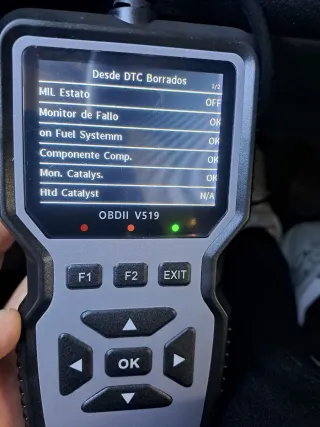 Desde DTC Borrados
1/2
MIL Estato OFF
Monitor de Fallo OK
on Fuel Systemm OK
Componente Comp. OK
Mon. Catalys. OK
Htd Catalyst N/A
OBDII V519
F1 F2 EXIT
OK